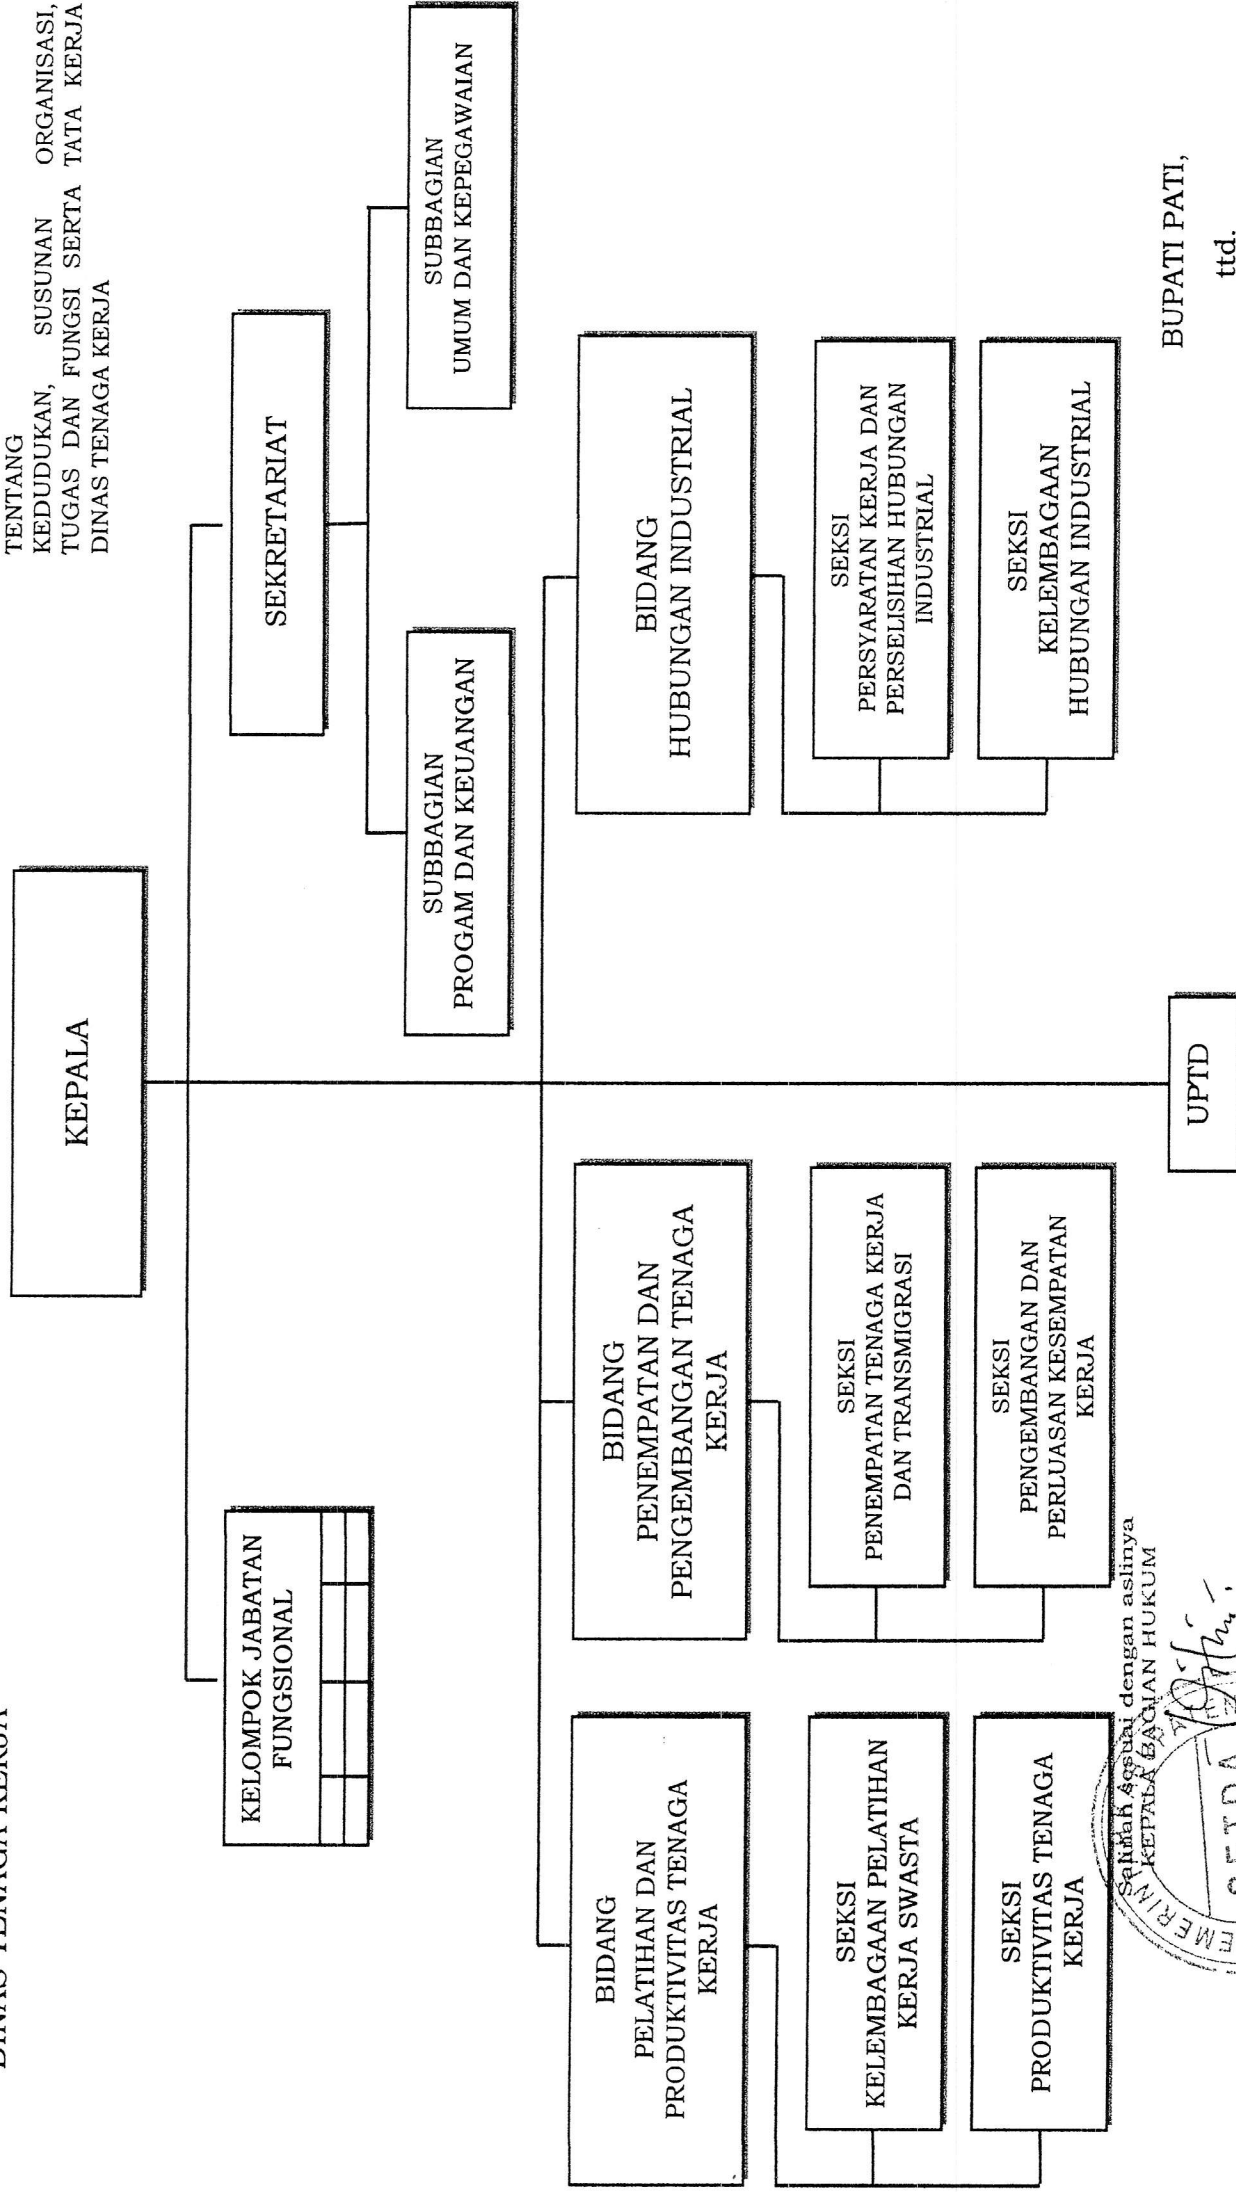 TENTANG
KEDUDUKAN, SUSUNAN ORGANISASI,
TUGAS DAN FUNGSI SERTA TATA KERJA
DINAS TENAGA KERJA
DINAS TENAGA KERJA
KEPALA
KELOMPOK JABATAN
FUNGSIONAL
SEKRETARIAT
SUBBAGIAN
PROGAM DAN KEUANGAN
SUBBAGIAN
UMUM DAN KEPEGAWAIAN
BIDANG
PELATIHAN DAN
PRODUKTIVITAS TENAGA
KERJA
BIDANG
PENEMPATAN DAN
PENGEMBANGAN TENAGA
KERJA
BIDANG
HUBUNGAN INDUSTRIAL
SEKSI
KELEMBAGAAN PELATIHAN
KERJA SWASTA
SEKSI
PENEMPATAN TENAGA KERJA
DAN TRANSMIGRASI
SEKSI
PERSYARATAN KERJA DAN
PERSELISIHAN HUBUNGAN
INDUSTRIAL
SEKSI
PRODUKTIVITAS TENAGA
KERJA
SEKSI
PENGEMBANGAN DAN
PERLUASAN KESEMPATAN
KERJA
SEKSI
KELEMBAGAAN
HUBUNGAN INDUSTRIAL
Salinan sesuai dengan aslinya
KEPALA BAGIAN HUKUM
UPTD
BUPATI PATI,
ttd.